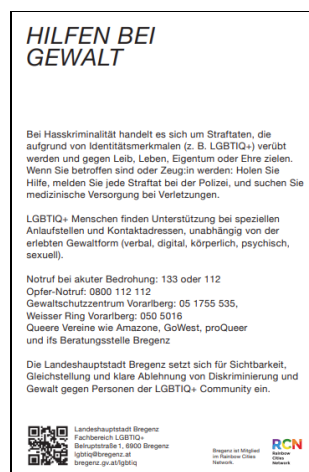 HILFEN BEI
GEWALT
Bei Hasskriminalität handelt es sich um Straftaten, die
aufgrund von Identitätsmerkmalen (z. B. LGBTIQ+) verübt
werden und gegen Leib, Leben, Eigentum oder Ehre zielen.
Wenn Sie betroffen sind oder Zeug:in werden: Holen Sie
Hilfe, melden Sie jede Straftat bei der Polizei, und suchen Sie
medizinische Versorgung bei Verletzungen.
LGBTIQ+ Menschen finden Unterstützung bei speziellen
Anlaufstellen und Kontaktadressen, unabhängig von der
erlebten Gewaltform (verbal, digital, körperlich, psychisch,
sexuell).
Notruf bei akuter Bedrohung: 133 oder 112
Opfer-Notruf: 0800 112 112
Gewaltschutzzentrum Vorarlberg: 05 1755 535,
Weisser Ring Vorarlberg: 050 5016
Queere Vereine wie Amazone, GoWest, proQueer
und ifs Beratungsstelle Bregenz
Die Landeshauptstadt Bregenz setzt sich für Sichtbarkeit,
Gleichstellung und klare Ablehnung von Diskriminierung und
Gewalt gegen Personen der LGBTIQ+ Community ein.
Landeshauptstadt Bregenz
Fachbereich LGBTIQ+
Belruptstraße 1, 6900 Bregenz
lgbtiq@bregenz.at
bregenz.gv.at/lgbtiq
Bregenz ist Mitglied
im Rainbow Cities
Network.
RCN
Rainbow
Cities
Network